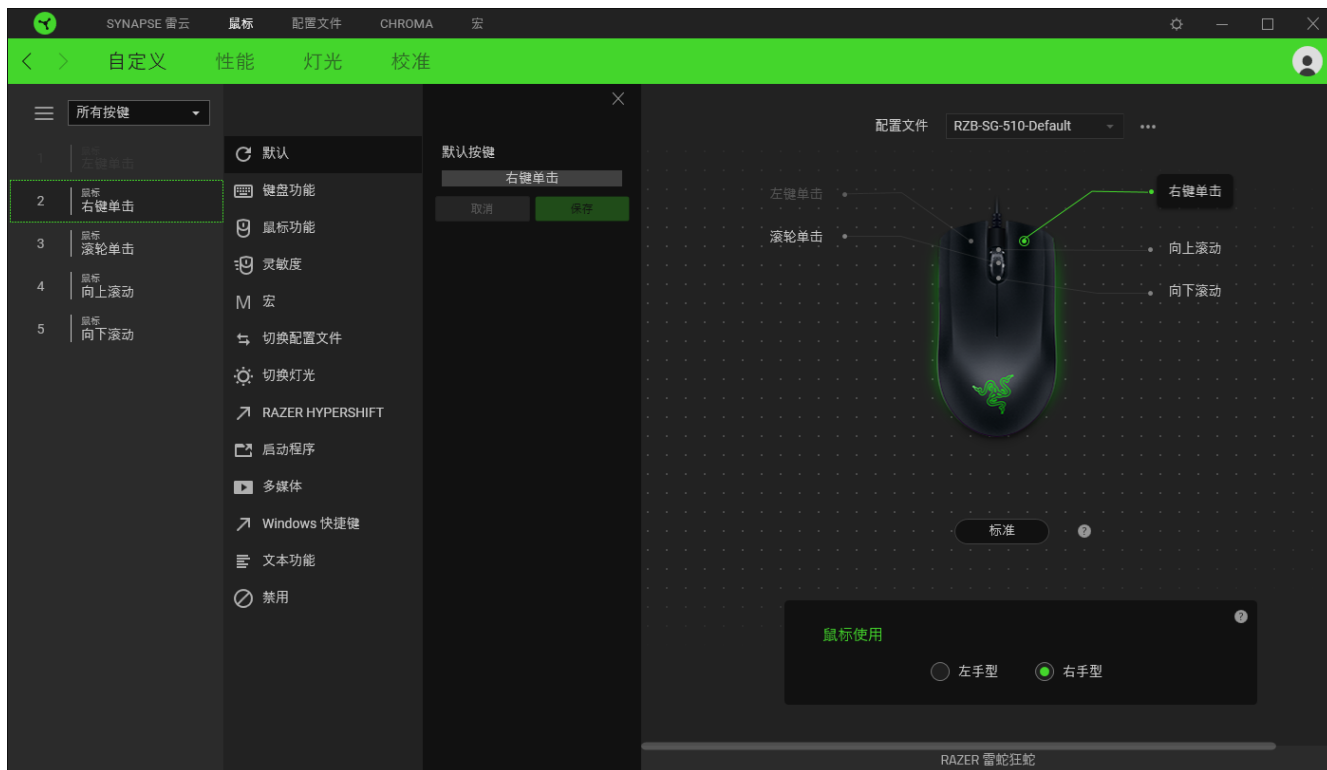 SYNAPSE 雷云 鼠标 配置文件 CHROMA 宏
自定义 性能 灯光 校准
所有按键
1 鼠标
左键单击
2 鼠标
右键单击
3 鼠标
滚轮单击
4 鼠标
向上滚动
5 鼠标
向下滚动
默认
键盘功能
鼠标功能
灵敏度
M 宏
切换配置文件
切换灯光
RAZER HYPERSHIFT
启动程序
多媒体
Windows 快捷键
文本功能
禁用
默认按键
右键单击
取消 保存
配置文件 RZB-SG-510-Default
左键单击
右键单击
滚轮单击
向上滚动
向下滚动
标准 ?
?
鼠标使用
左手型 右手型
RAZER 雷蛇狂蛇